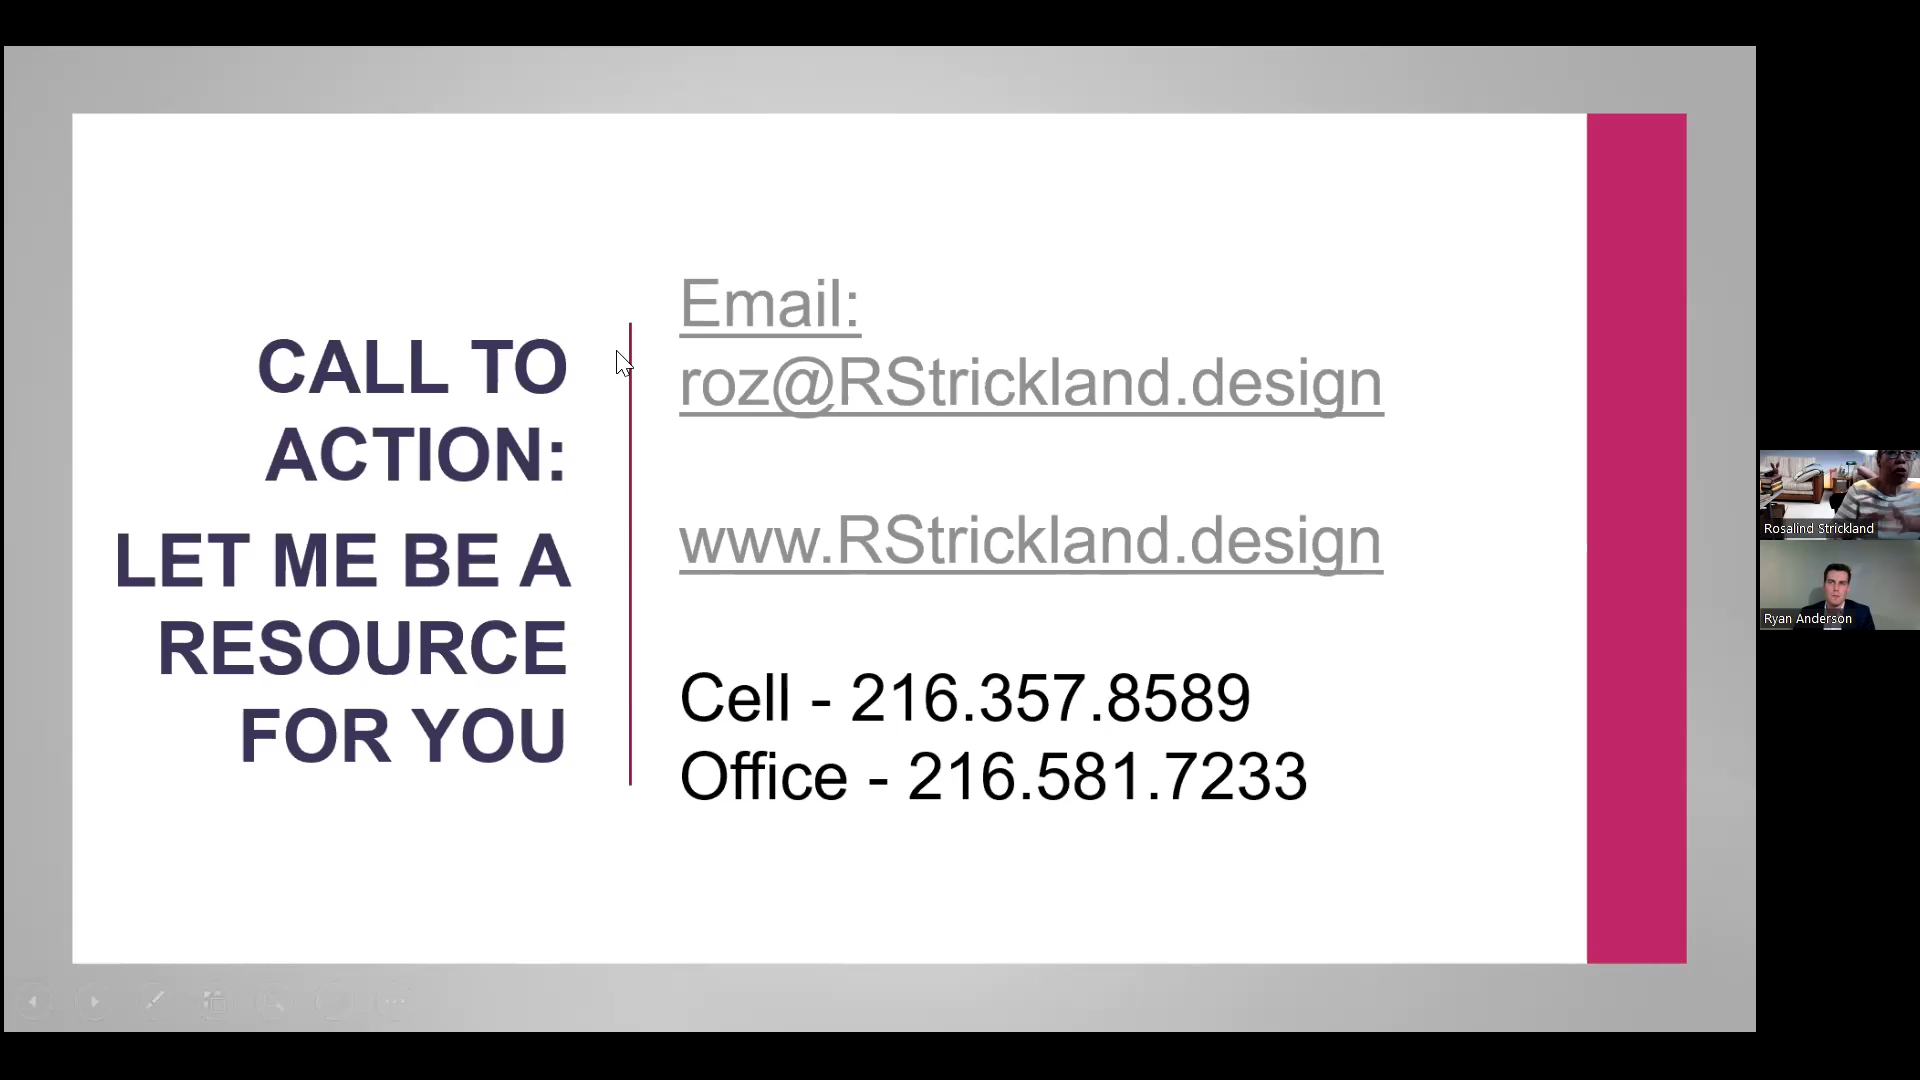 CALL TO
ACTION:
LET ME BE A
RESOURCE
FOR YOU
Email:
roz@RStrickland.design
www.RStrickland.design
Cell - 216.357.8589
Office - 216.581.7233
Rosalind Strickland
Ryan Anderson